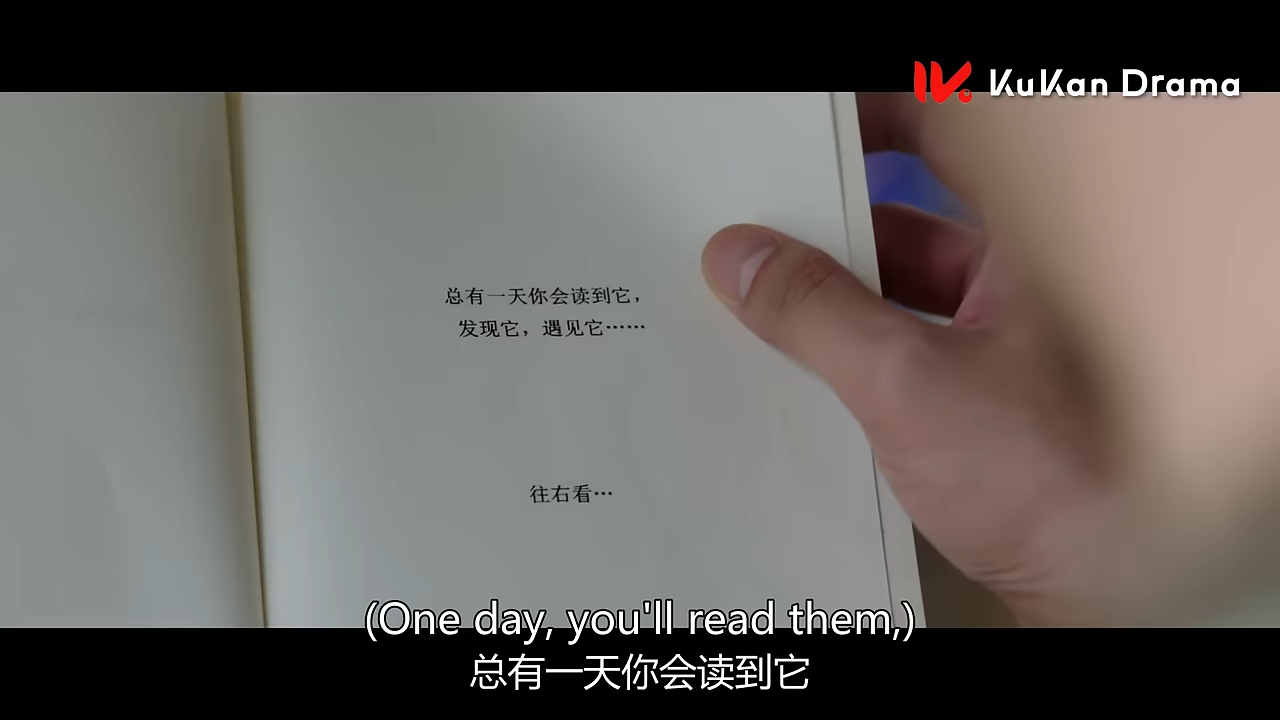 KuKan Drama
总有一天你会读到它，
发现它，遇见它……
往右看…
(One day, you'll read them,)
总有一天你会读到它